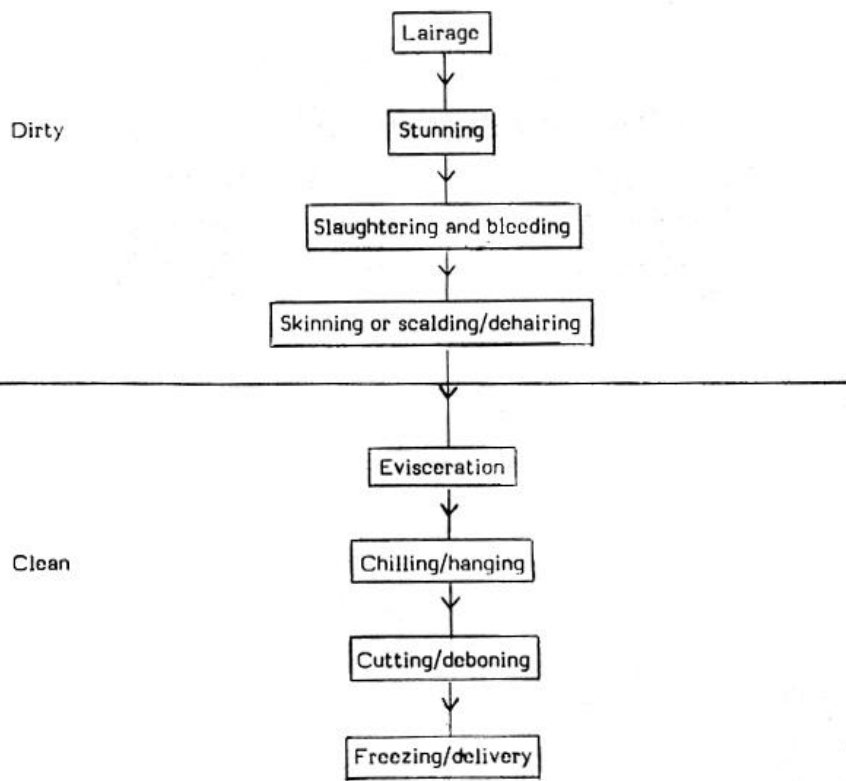 Lairage
Dirty
Stunning
Slaughtering and bleeding
Skinning or scalding/dehairing
Evisceration
Clean
Chilling/hanging
Cutting/deboning
Freezing/delivery